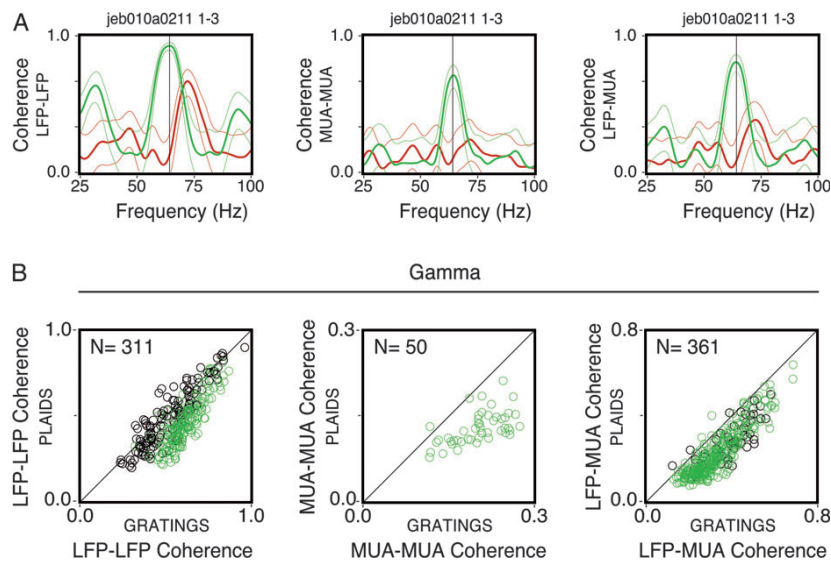 A
jeb010a0211 1-3
jeb010a0211 1-3
jeb010a0211 1-3
Coherence
LFP-LFP
1.0
0.0
25 50 75 100
Frequency (Hz)
Coherence
MUA-MUA
1.0
0.0
25 50 75 100
Frequency (Hz)
Coherence
LFP-MUA
1.0
0.0
25 50 75 100
Frequency (Hz)
B
Gamma
LFP-LFP Coherence
PLAIDS
1.0
N= 311
0.0
0.0 1.0
GRATINGS
LFP-LFP Coherence
MUA-MUA Coherence
PLAIDS
0.3
N= 50
0.0
0.0 0.3
GRATINGS
MUA-MUA Coherence
LFP-MUA Coherence
PLAIDS
0.8
N= 361
0.0
0.0 0.8
GRATINGS
LFP-MUA Coherence